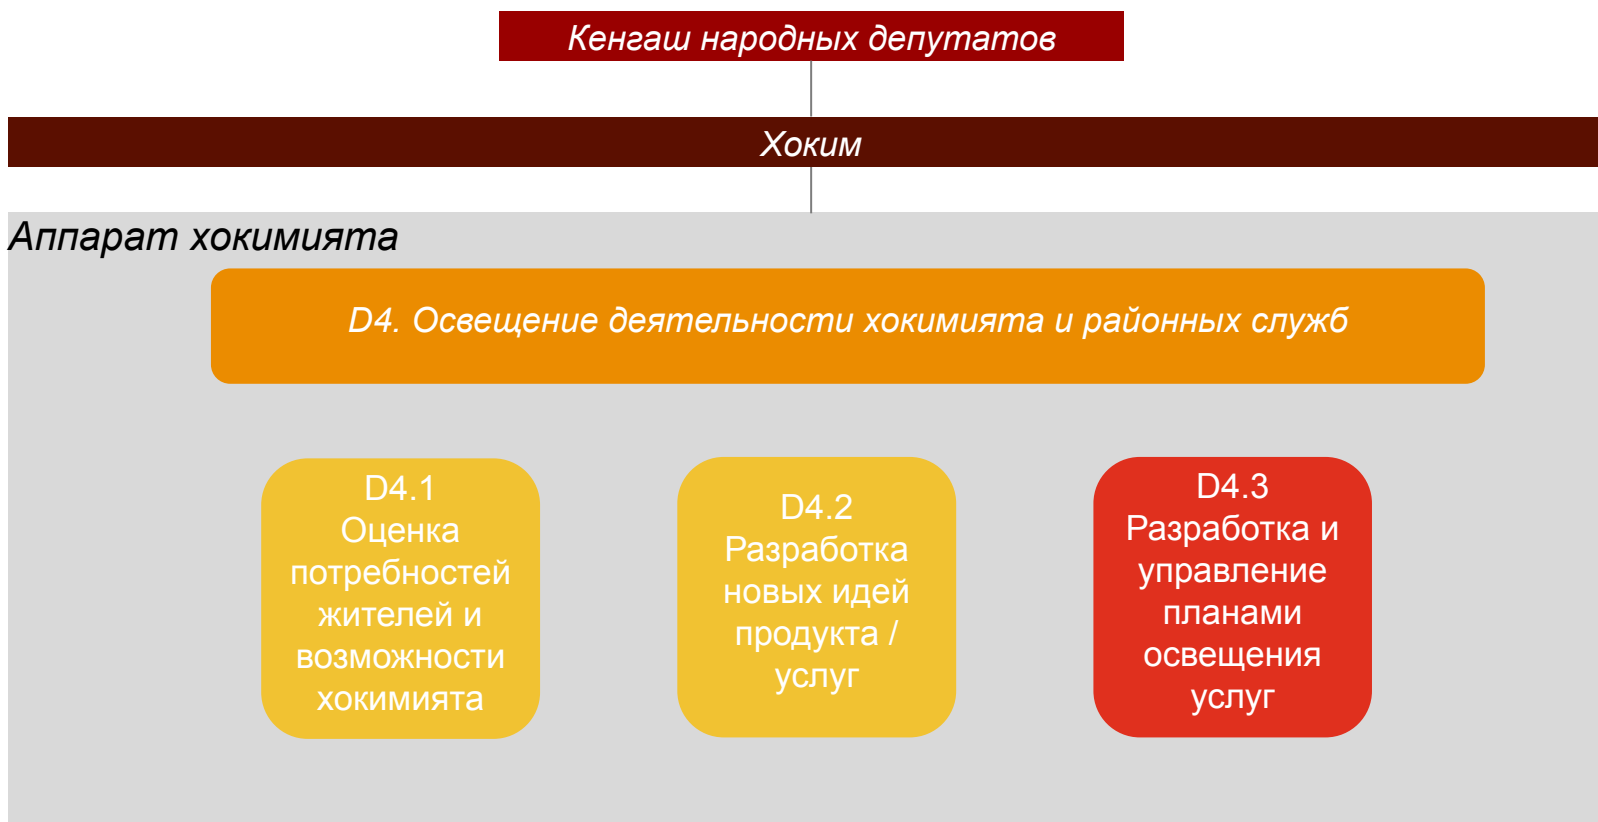 Кенгаш народных депутатов
Хоким
Аппарат хокимията
D4. Освещение деятельности хокимията и районных служб
D4.1
Оценка
потребностей
жителей и
возможности
хокимията
D4.2
Разработка
новых идей
продукта /
услуг
D4.3
Разработка и
управление
планами
освещения
услуг